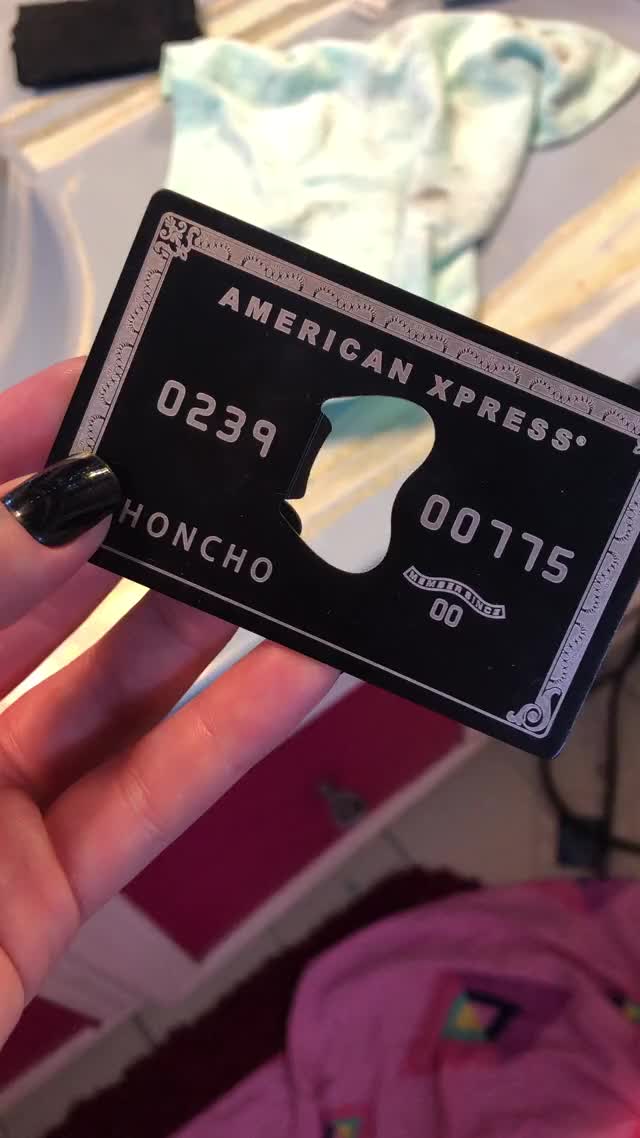 AMERICAN XPRESS®
0239 00775
MEMBER SINCE
00
HONCHO